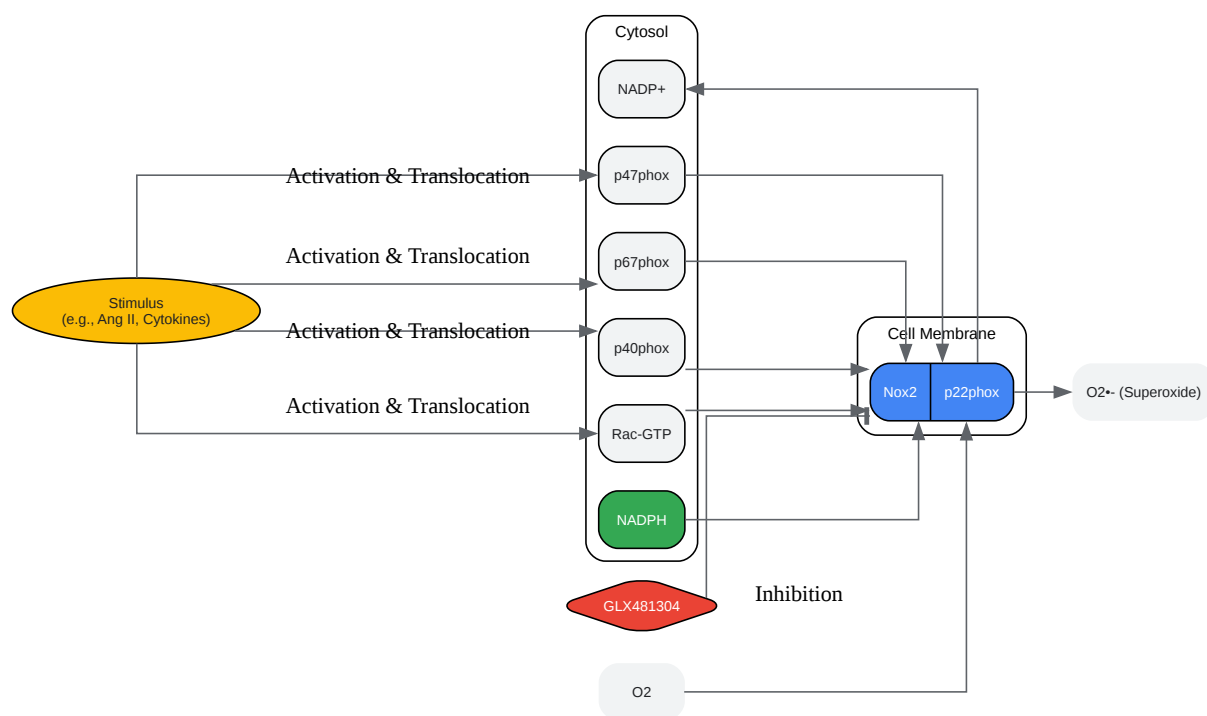 Cytosol
NADP+
Activation & Translocation
p47phox
Activation & Translocation
p67phox
Stimulus
(e.g., Ang II, Cytokines)
Activation & Translocation
p40phox
Cell Membrane
Nox2
p22phox
O2•- (Superoxide)
Activation & Translocation
Rac-GTP
NADPH
Inhibition
GLX481304
O2